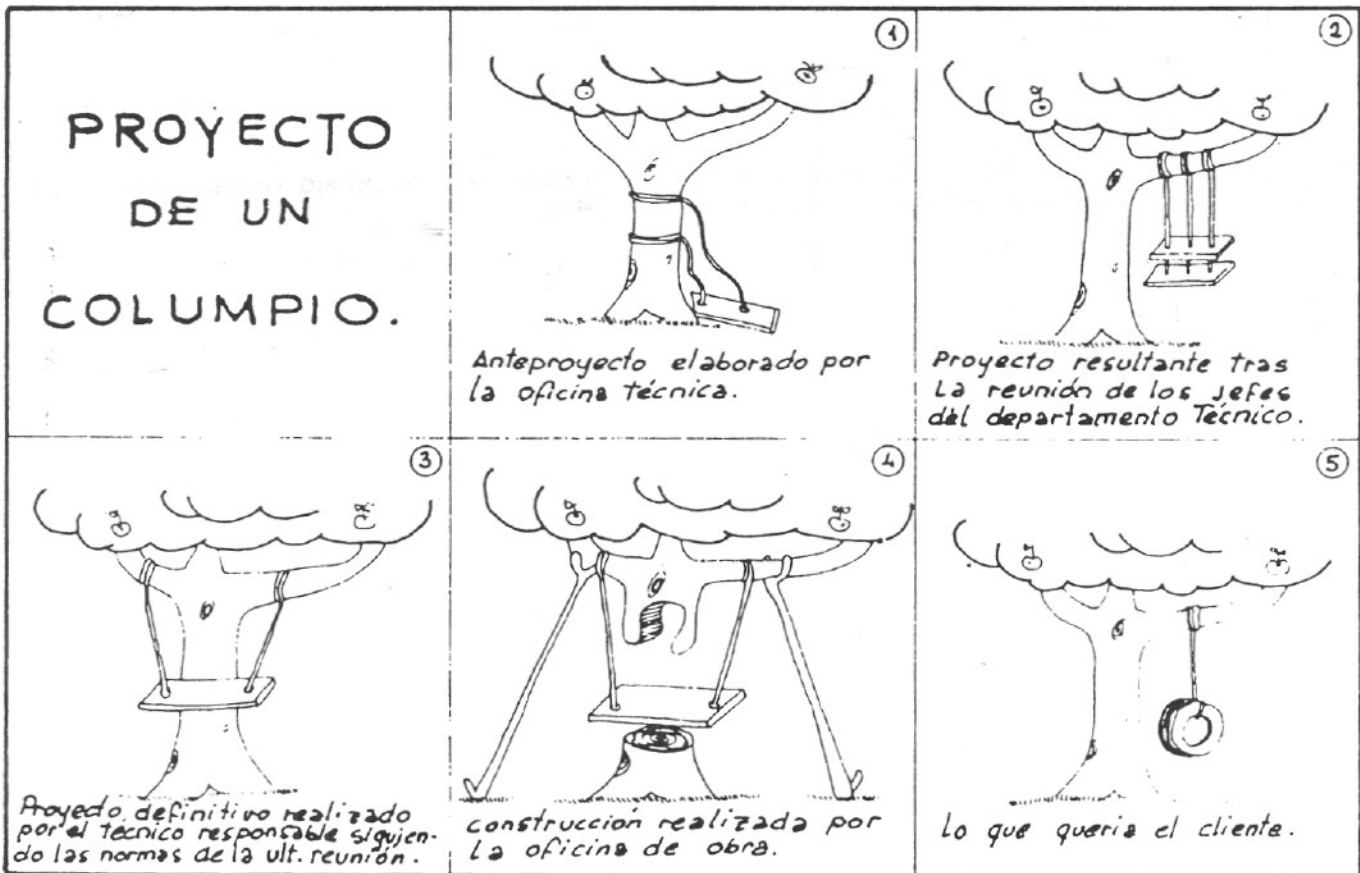 PROYECTO
DE UN
COLUMPIO.
1
Anteproyecto elaborado por
la oficina técnica.
2
Proyecto resultante tras
La reunión de los jefes
del departamento Técnico.
3
Proyecto definitivo realizado
por el técnico responsable siguien-
do las normas de la ult. reunión.
4
construcción realizada por
la oficina de obra.
5
lo que queria el cliente.